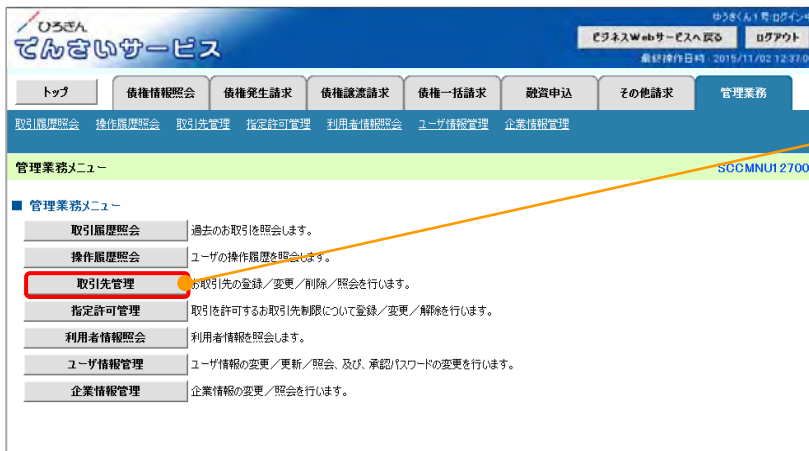 ひろぎん
でんさいサービス
ゆうきくん1号:ログイン中
ビジネスWebサービスへ戻る ログアウト
最終操作日時:2015/11/02 12:37:0
トップ 債権情報照会 債権発生請求 債権譲渡請求 債権一括請求 融資申込 その他請求 管理業務
取引履歴照会 操作履歴照会 取引先管理 指定許可管理 利用者情報照会 ユーザ情報管理 企業情報管理
管理業務メニュー SCCMNU12700
■ 管理業務メニュー
取引履歴照会 過去のお取引を照会します。
操作履歴照会 ユーザの操作履歴を照会します。
取引先管理 お取引先の登録/変更/削除/照会を行います。
指定許可管理 取引を許可するお取引先制限について登録/変更/解除を行います。
利用者情報照会 利用者情報を照会します。
ユーザ情報管理 ユーザ情報の変更/更新/照会、及び、承認パスワードの変更を行います。
企業情報管理 企業情報の変更/照会を行います。